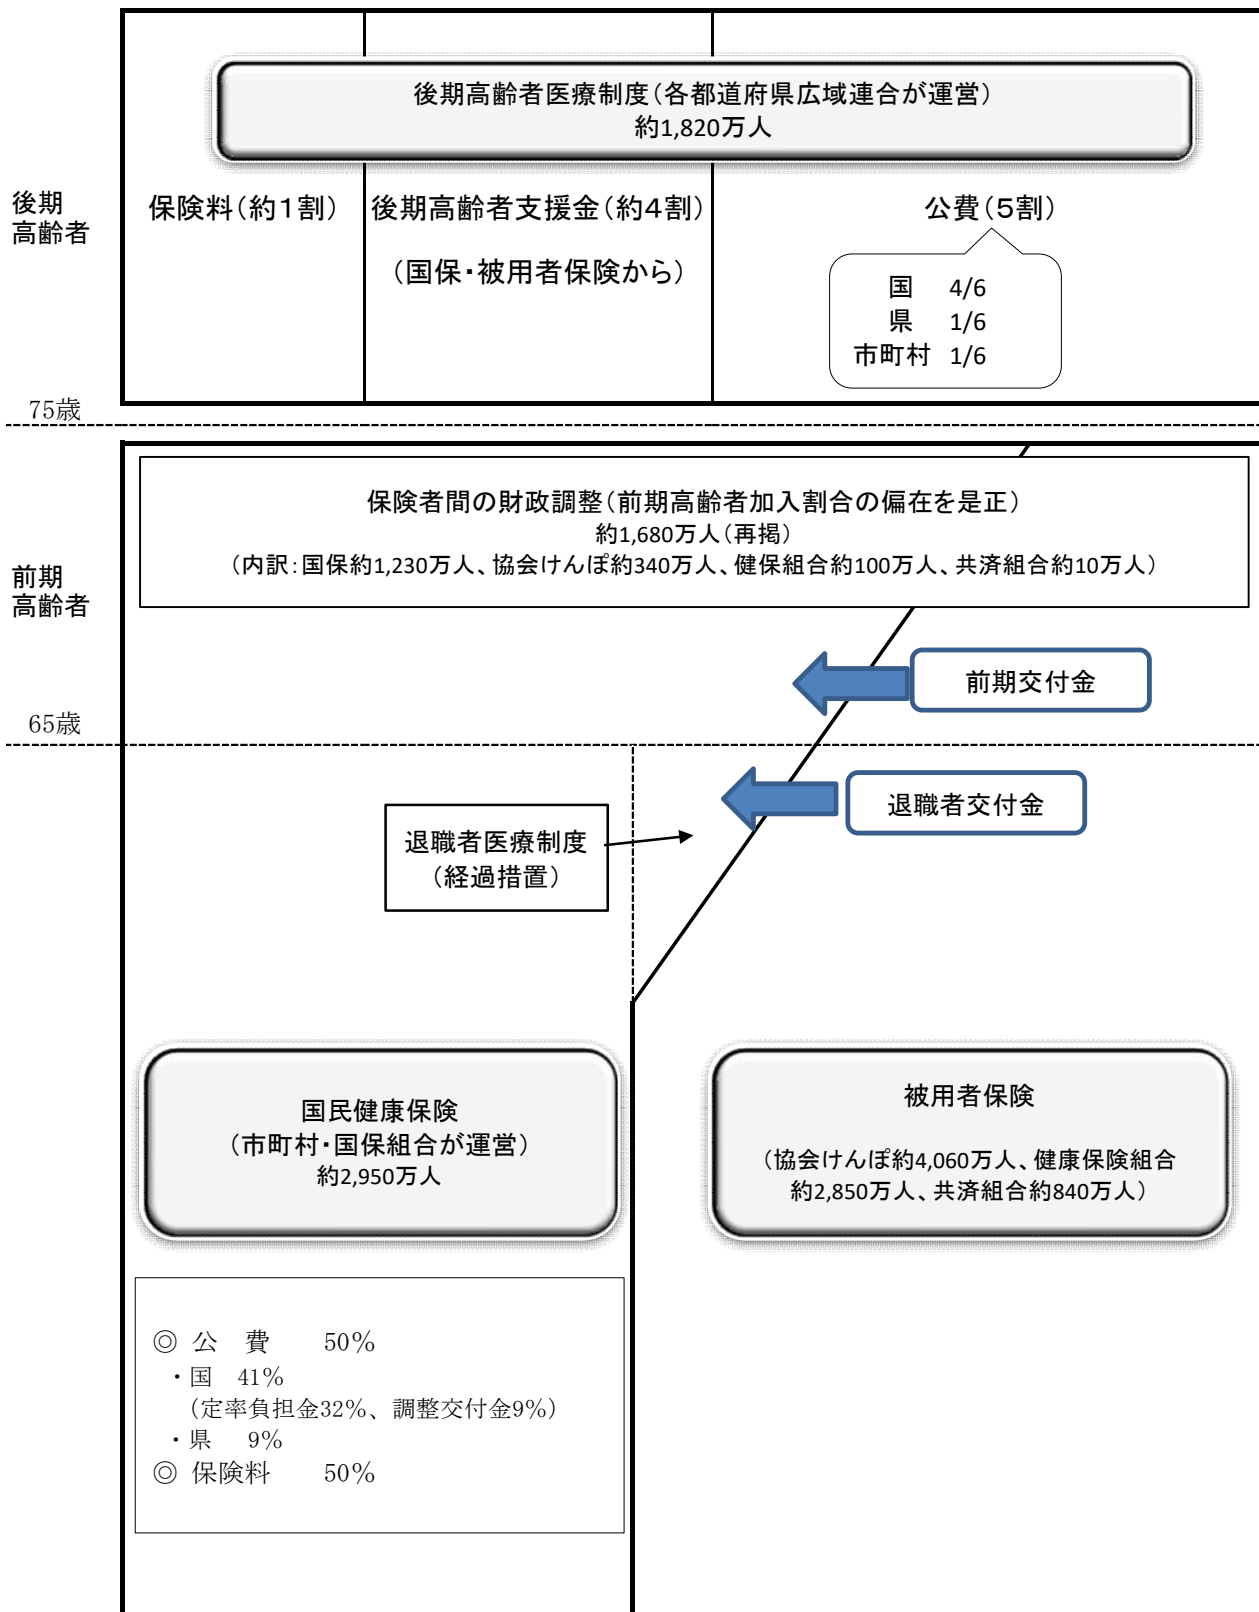 後期高齢者医療制度(各都道府県広域連合が運営)
約1,820万人
後期
高齢者
保険料(約1割)
後期高齢者支援金(約4割)
(国保・被用者保険から)
公費(5割)
国 4/6
県 1/6
市町村 1/6
75歳
保険者間の財政調整(前期高齢者加入割合の偏在を是正)
約1,680万人(再掲)
(内訳:国保約1,230万人、協会けんぽ約340万人、健保組合約100万人、共済組合約10万人)
前期
高齢者
前期交付金
65歳
退職者交付金
退職者医療制度
(経過措置)
国民健康保険
(市町村・国保組合が運営)
約2,950万人
被用者保険
(協会けんぽ約4,060万人、健康保険組合
約2,850万人、共済組合約840万人)
◎ 公 費 50%
・国 41%
(定率負担金32%、調整交付金9%)
・県 9%
◎ 保険料 50%